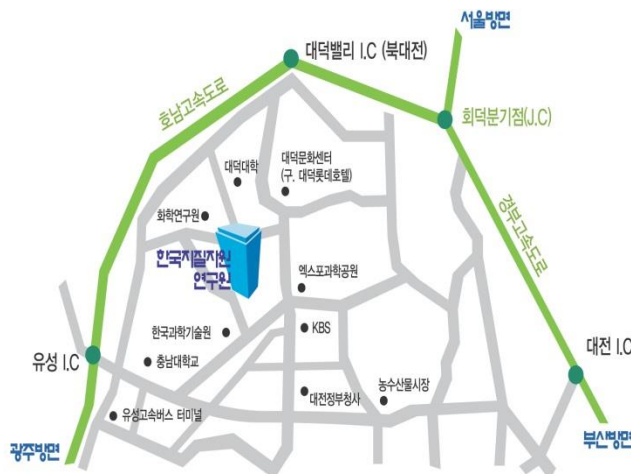 서울방면
대덕밸리 I.C (북대전)
호남고속도로
회덕분기점(J.C)
대덕대학
대덕문화센터
(구. 대덕롯데호텔)
화학연구원
경부고속도로
한국지질자원
연구원
엑스포과학공원
한국과학기술원
KBS
유성 I.C
충남대학교
대전 I.C
대전정부청사
농수산물시장
유성고속버스 터미널
광주방면
부산방면